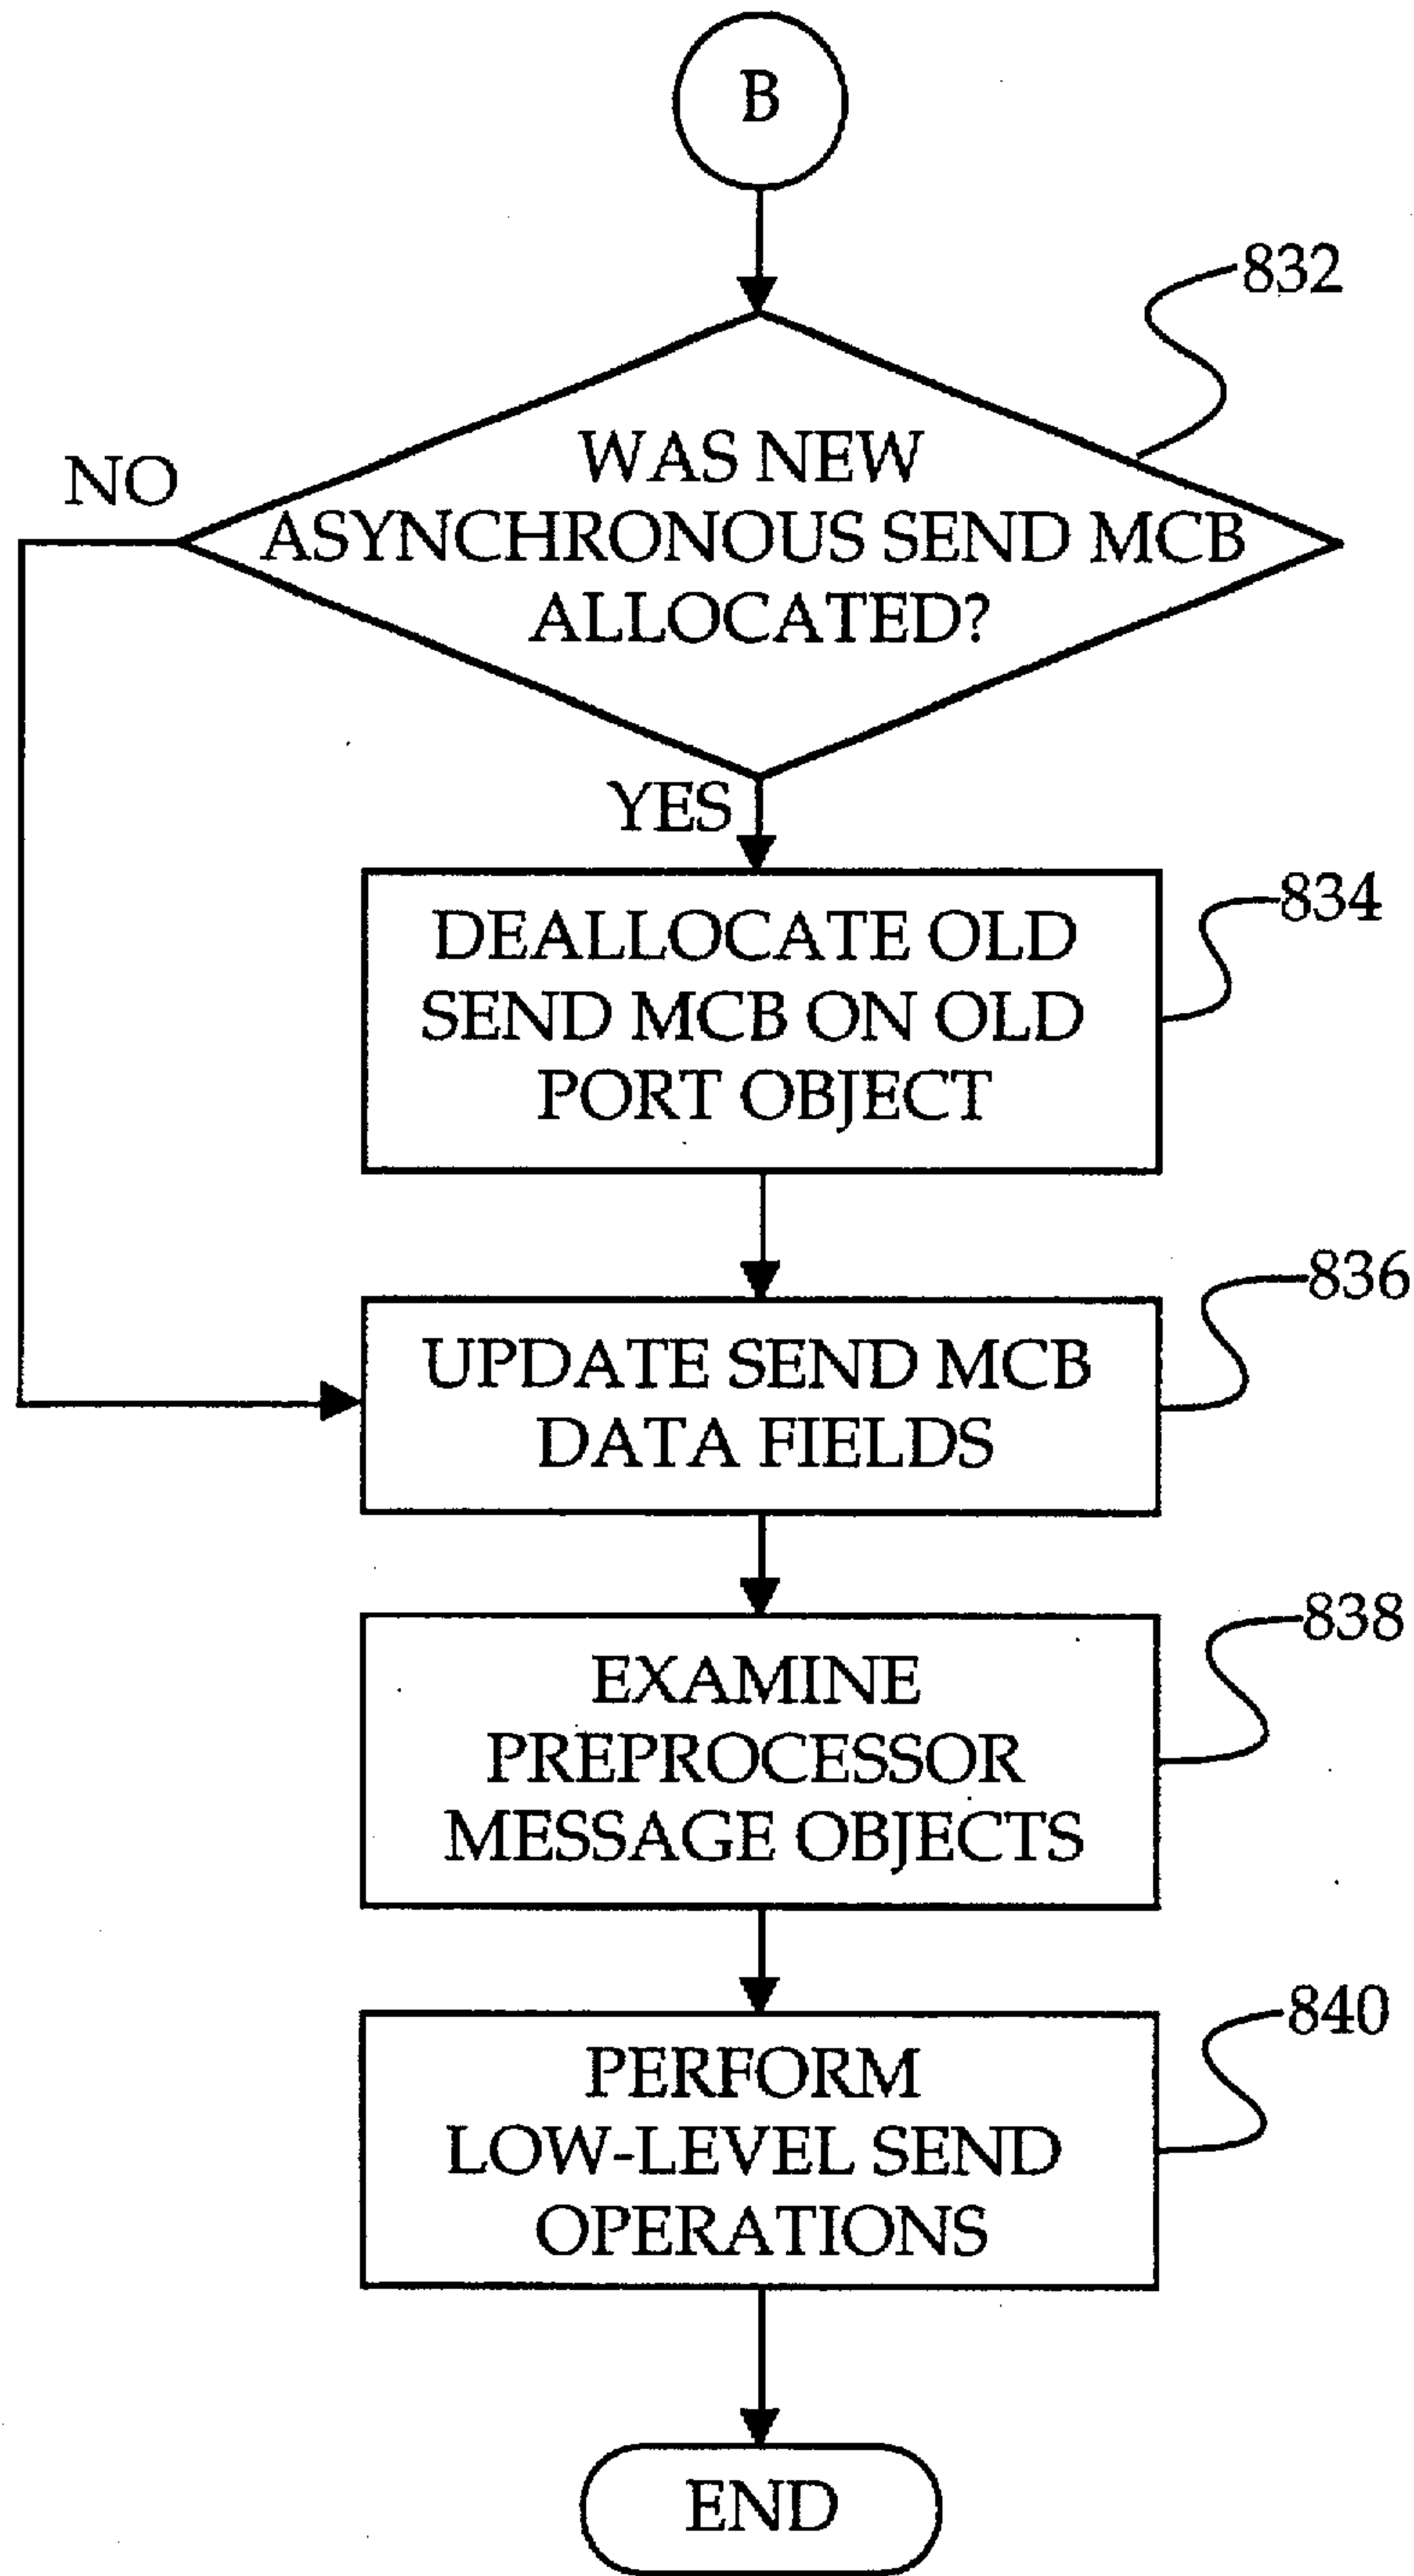 B
832
NO
WAS NEW
ASYNCHRONOUS SEND MCB
ALLOCATED?
YES
834
DEALLOCATE OLD
SEND MCB ON OLD
PORT OBJECT
836
UPDATE SEND MCB
DATA FIELDS
838
EXAMINE
PREPROCESSOR
MESSAGE OBJECTS
840
PERFORM
LOW-LEVEL SEND
OPERATIONS
END